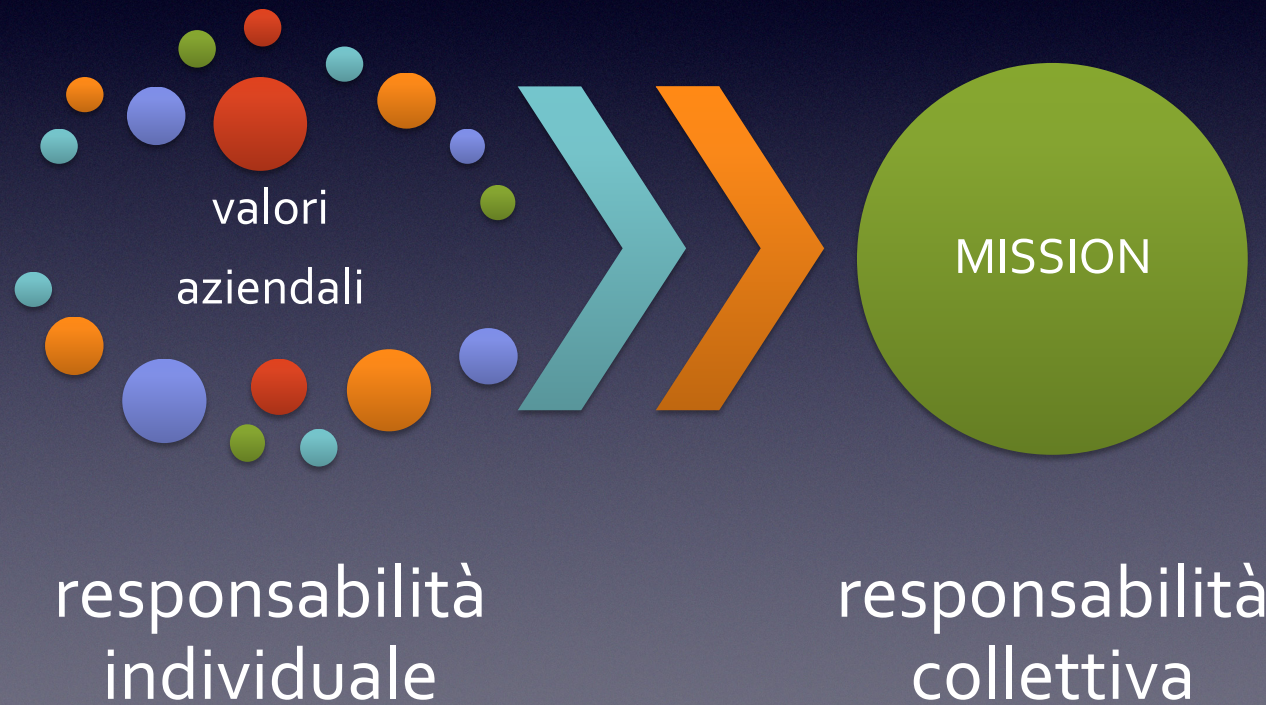 valori
aziendali
MISSION
responsabilità
individuale
responsabilità
collettiva